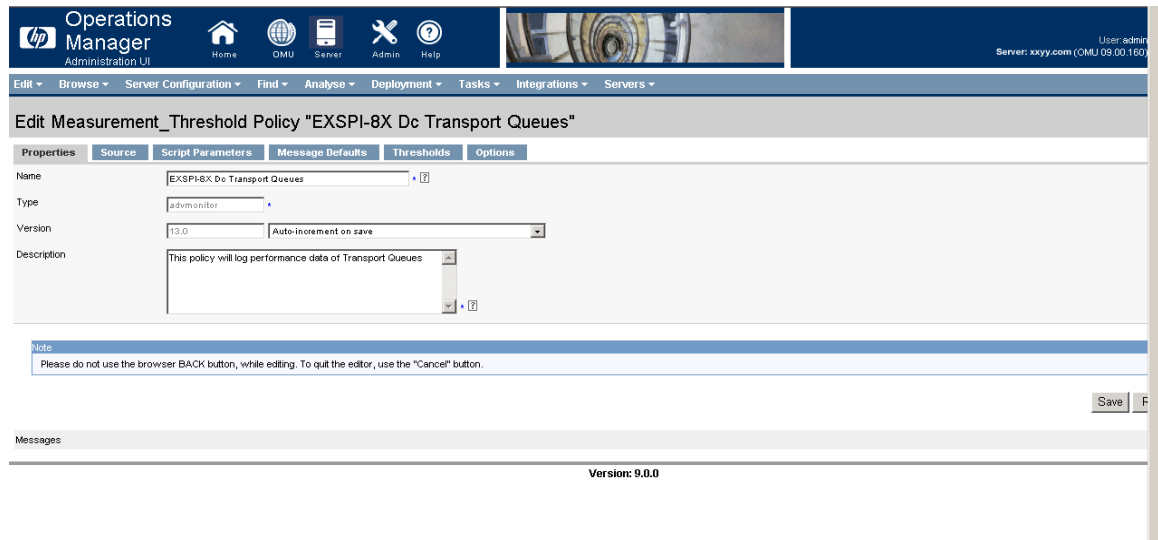 hp
Operations
Manager
Administration UI
Home
OMU
Server
Admin
Help
User:admin
Server: xxyy.com (OMU 09.00.160)
Edit Browse Server Configuration Find Analyse Deployment Tasks Integrations Servers
Edit Measurement_Threshold Policy "EXSPI-8X Dc Transport Queues"
Properties Source Script Parameters Message Defaults Thresholds Options
Name EXSPI-8X Dc Transport Queues * ?
Type advmonitor *
Version 13.0 Auto-increment on save
Description This policy will log performance data of Transport Queues
* ?
Note
Please do not use the browser BACK button, while editing. To quit the editor, use the "Cancel" button.
Save
Messages
Version: 9.0.0